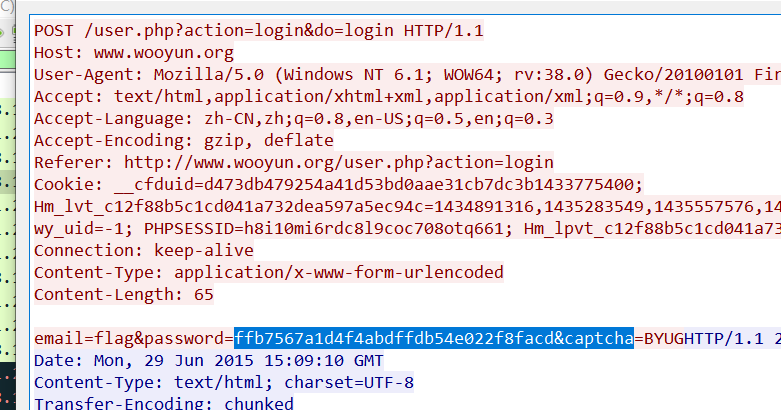 POST /user.php?action=login&do=login HTTP/1.1
Host: www.wooyun.org
User-Agent: Mozilla/5.0 (Windows NT 6.1; WOW64; rv:38.0) Gecko/20100101 Fir
Accept: text/html,application/xhtml+xml,application/xml;q=0.9,*/*;q=0.8
Accept-Language: zh-CN,zh;q=0.8,en-US;q=0.5,en;q=0.3
Accept-Encoding: gzip, deflate
Referer: http://www.wooyun.org/user.php?action=login
Cookie: __cfduid=d473db479254a41d53bd0aae31cb7dc3b1433775400;
Hm_lvt_c12f88b5c1cd041a732dea597a5ec94c=1434891316,1435283549,1435557576,14
wy_uid=-1; PHPSESSID=h8i10mi6rdc8l9coc708otq661; Hm_lpvt_c12f88b5c1cd041a73
Connection: keep-alive
Content-Type: application/x-www-form-urlencoded
Content-Length: 65
email=flag&password=ffb7567a1d4f4abdffdb54e022f8facd&captcha=BYUGHTTP/1.1 2
Date: Mon, 29 Jun 2015 15:09:10 GMT
Content-Type: text/html; charset=UTF-8
Transfer-Encoding: chunked